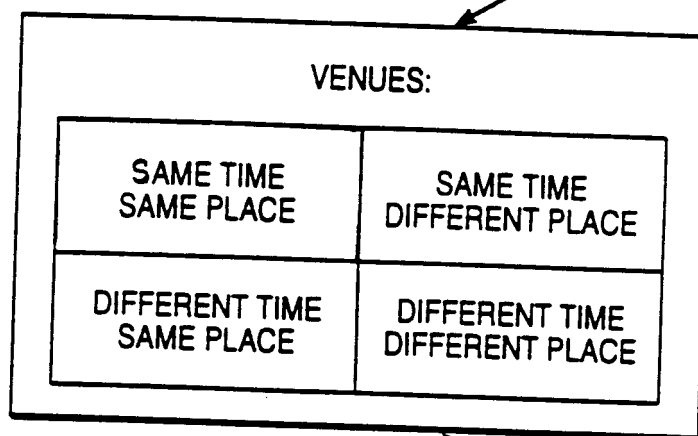 VENUES:
SAME TIME
SAME PLACE
SAME TIME
DIFFERENT PLACE
DIFFERENT TIME
SAME PLACE
DIFFERENT TIME
DIFFERENT PLACE